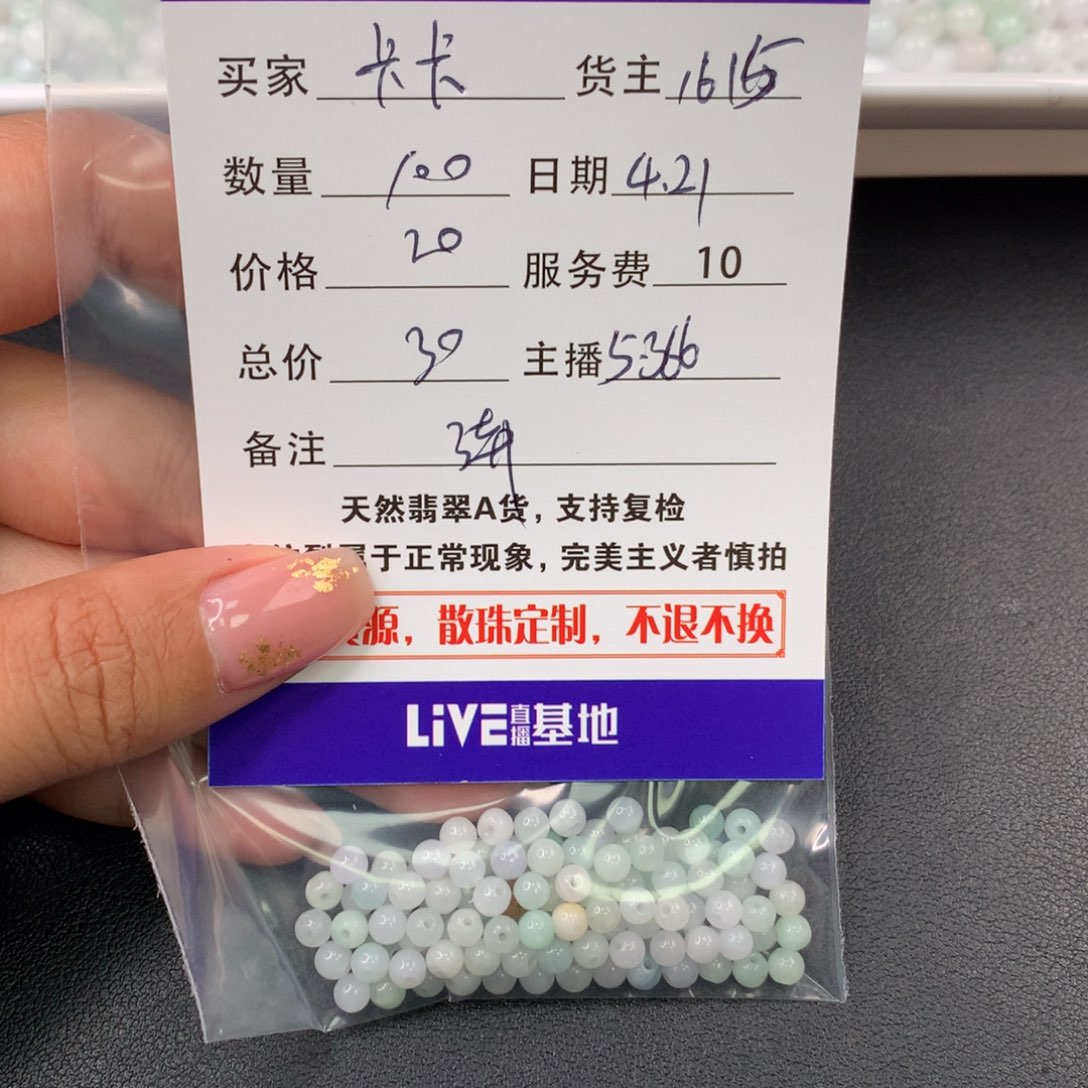 买家 卡卡 货主 1615
数量 100 日期 4.21
价格 20 服务费 10
总价 30 主播 5366
备注
天然翡翠A货，支持复检
于正常现象，完美主义者慎拍
源，散珠定制，不退不换
LiVE直播基地